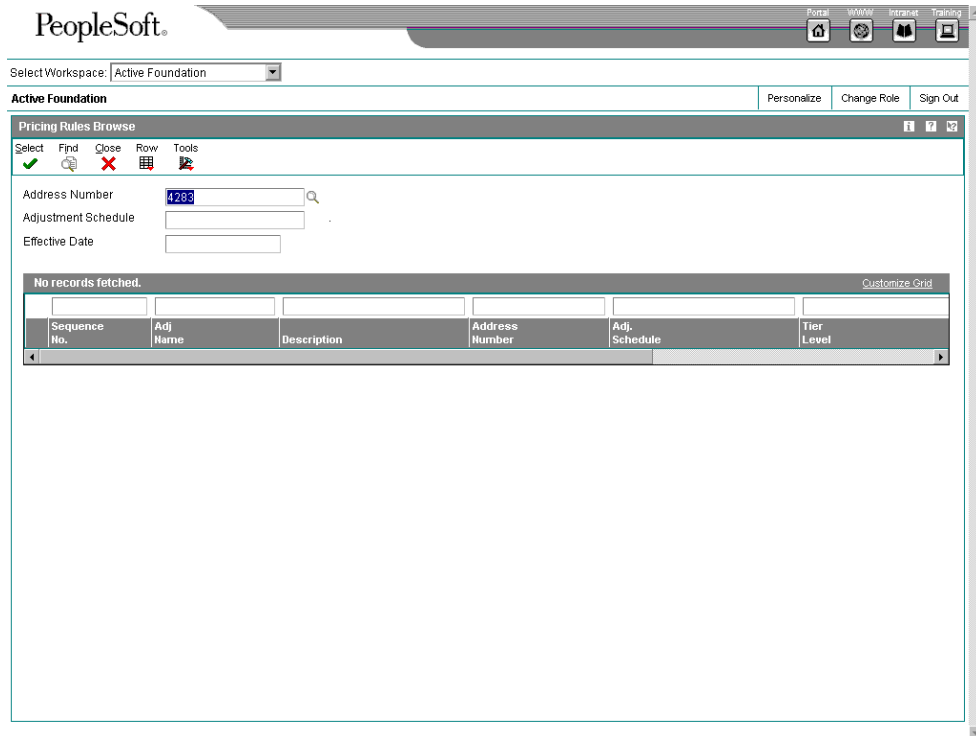 Portal WWW Intranet Training
PeopleSoft®
Select Workspace: Active Foundation
Active Foundation Personalize Change Role Sign Out
Pricing Rules Browse
Select Find Close Row Tools
Address Number 4283
Adjustment Schedule .
Effective Date
No records fetched. Customize Grid
Sequence Adj Address Adj. Tier
No. Name Description Number Schedule Level